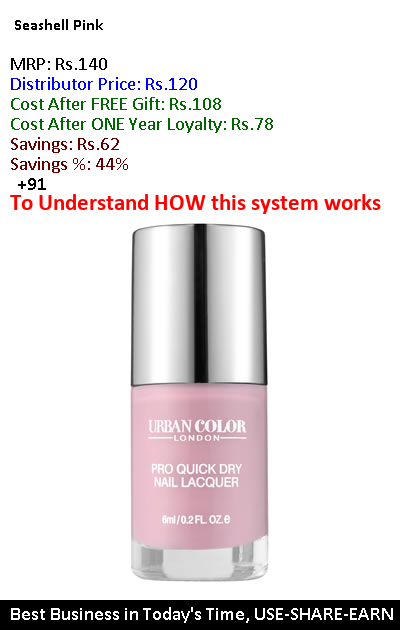 Seashell Pink
MRP: Rs.140
Distributor Price: Rs.120
Cost After FREE Gift: Rs.108
Cost After ONE Year Loyalty: Rs.78
Savings: Rs.62
Savings %: 44%
+91
To Understand HOW this system works
URBAN COLOR
LONDON
PRO QUICK DRY
NAIL LACQUER
6ml / 0.2 FL. OZ. e
Best Business in Today's Time, USE-SHARE-EARN